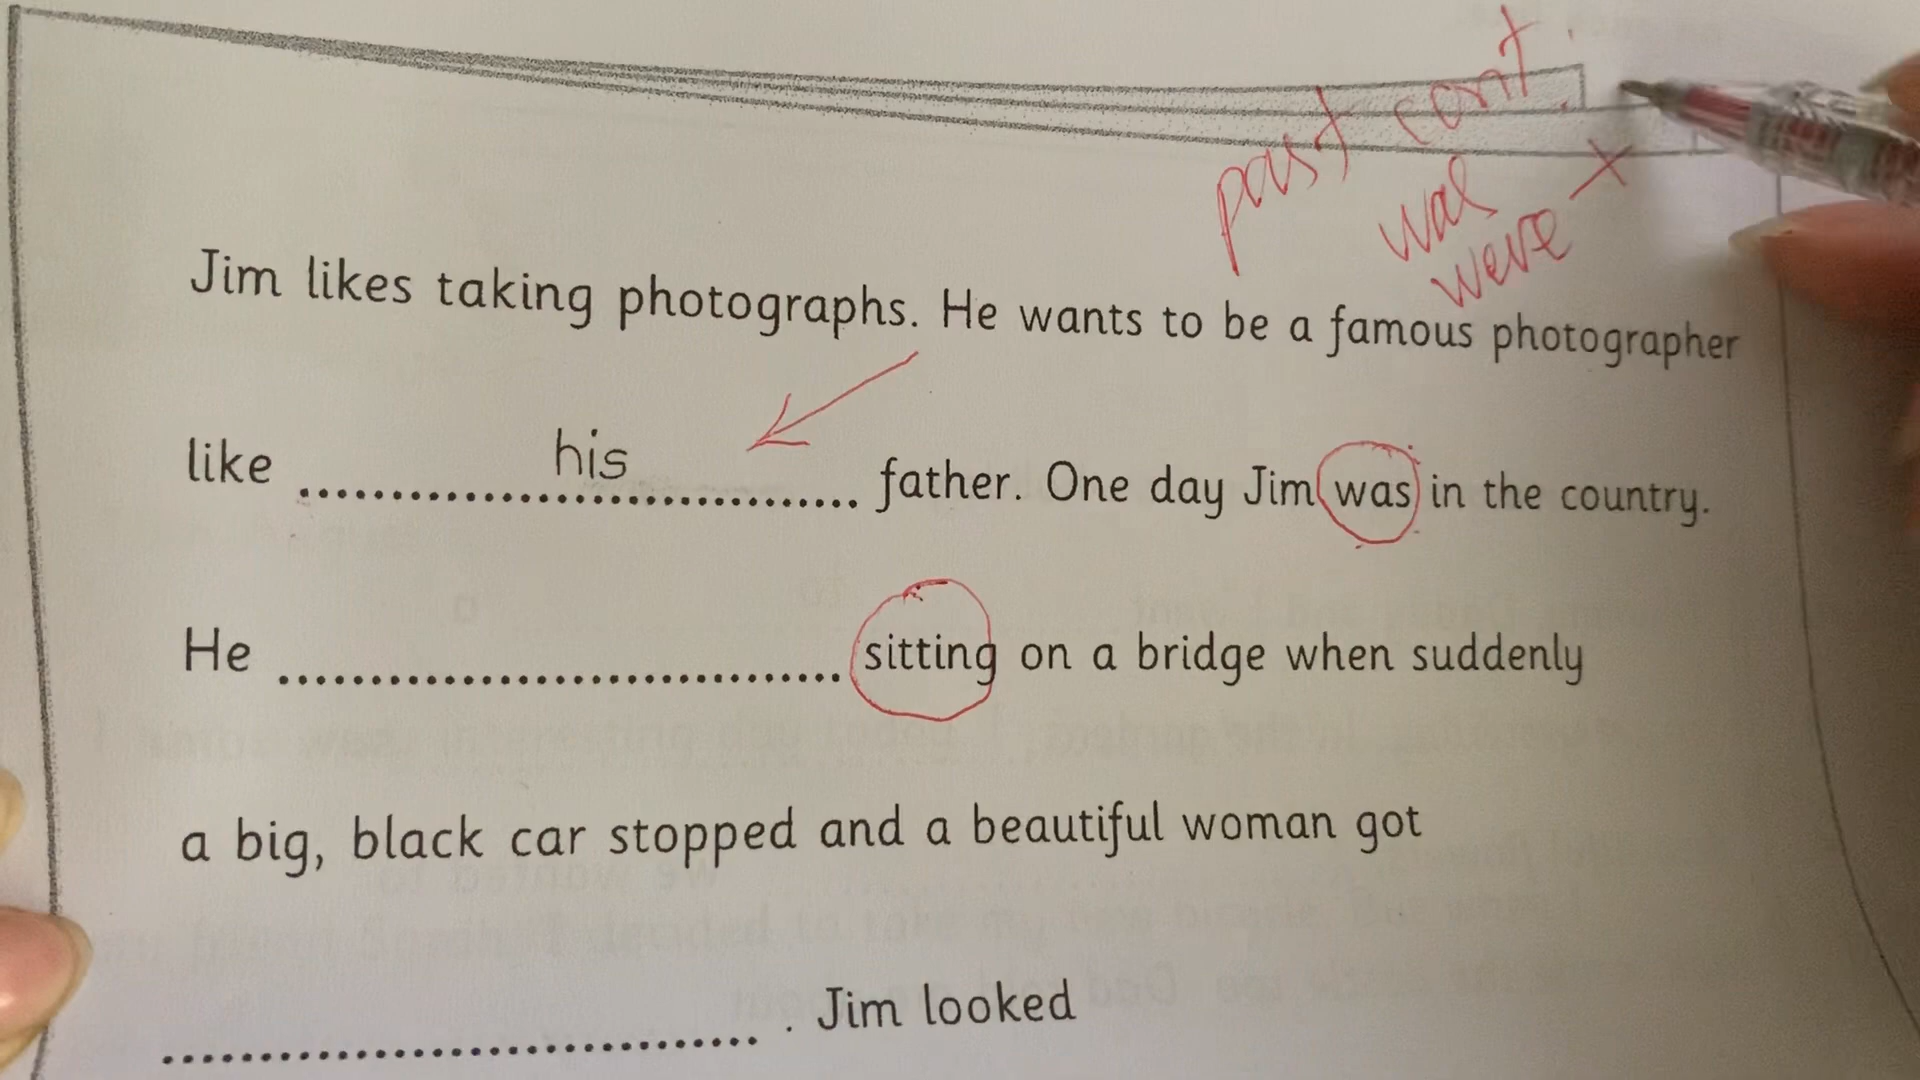 past cont.
was
were +
Jim likes taking photographs. He wants to be a famous photographer
like his father. One day Jim was in the country.
He ........................ sitting on a bridge when suddenly
a big, black car stopped and a beautiful woman got
........................ . Jim looked